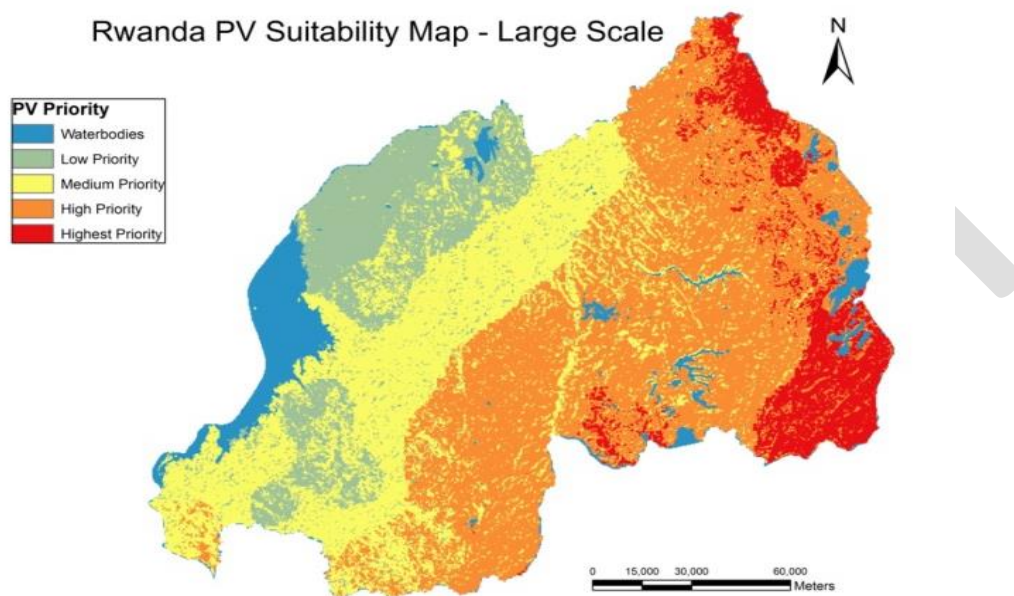 Rwanda PV Suitability Map - Large Scale
N
PV Priority
Waterbodies
Low Priority
Medium Priority
High Priority
Highest Priority
0 15,000 30,000 60,000
Meters